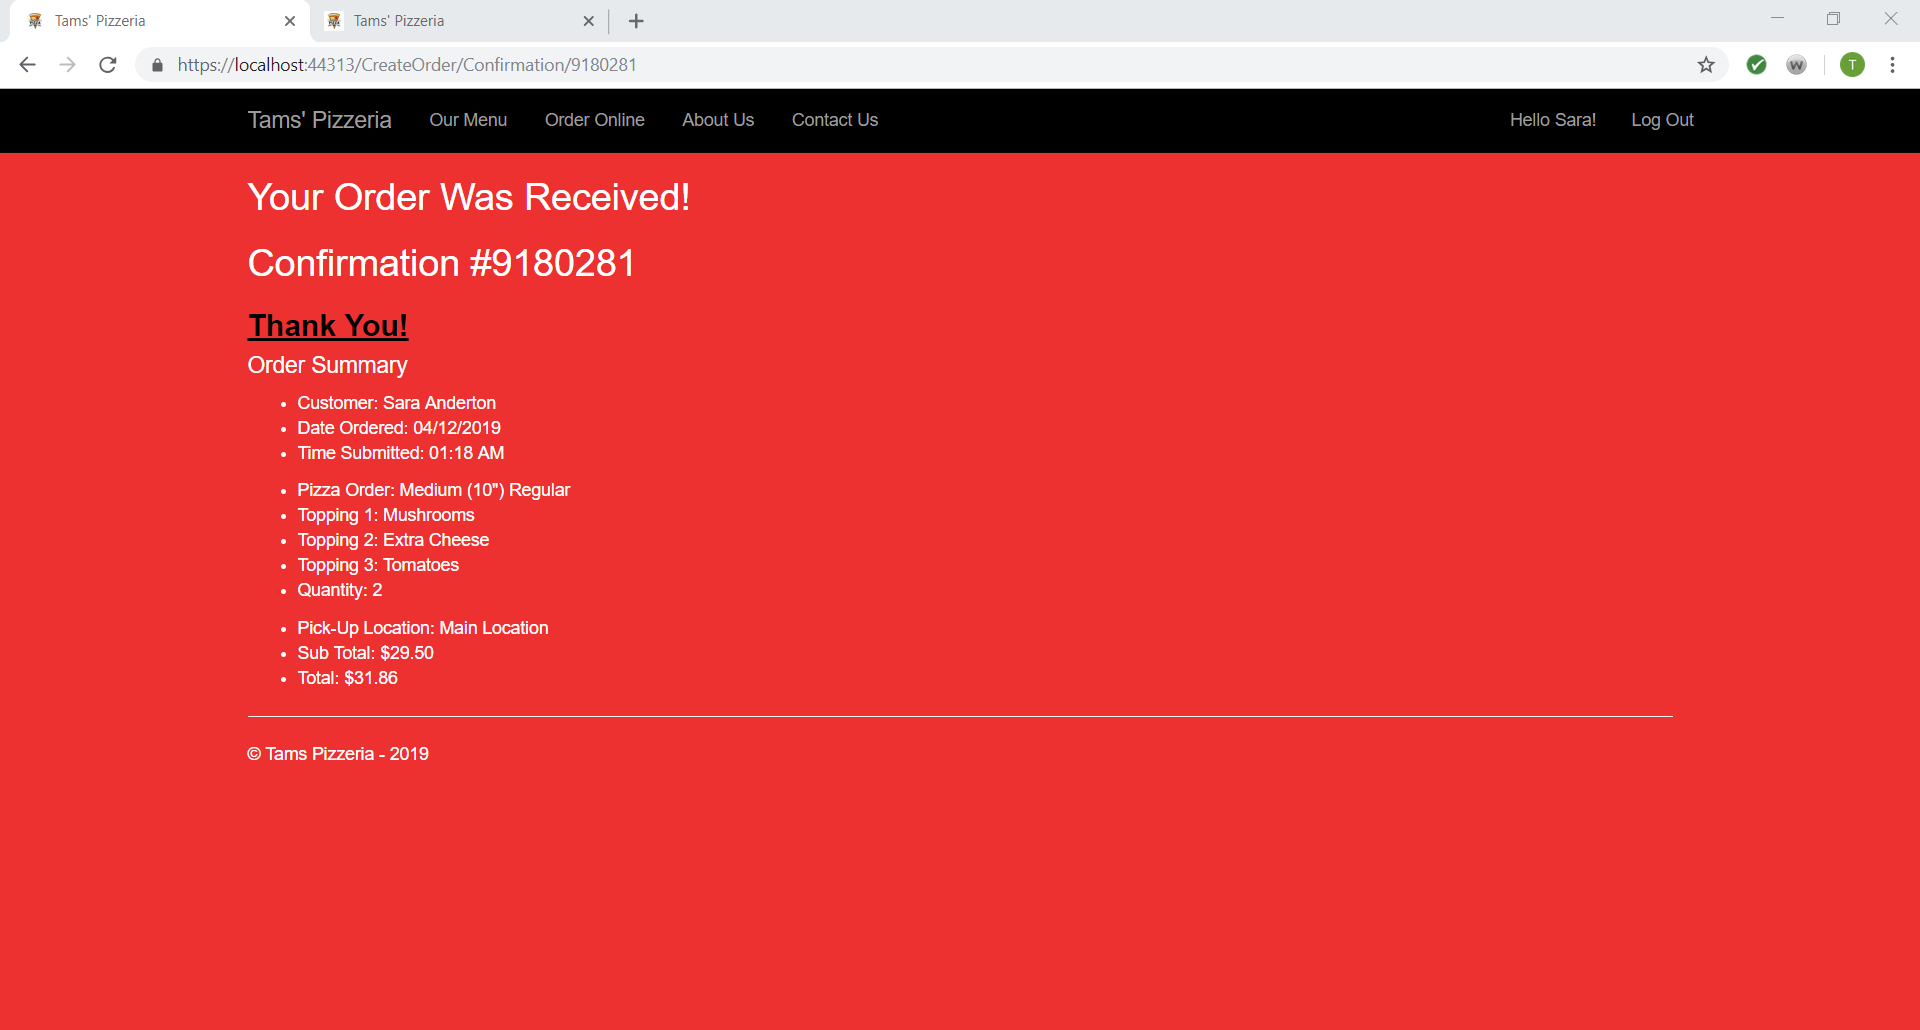 Tams' Pizzeria
Tams' Pizzeria
https://localhost:44313/CreateOrder/Confirmation/9180281
W
T
Tams' Pizzeria Our Menu Order Online About Us Contact Us Hello Sara! Log Out
Your Order Was Received!
Confirmation #9180281
Thank You!
Order Summary
• Customer: Sara Anderton
• Date Ordered: 04/12/2019
• Time Submitted: 01:18 AM
• Pizza Order: Medium (10") Regular
• Topping 1: Mushrooms
• Topping 2: Extra Cheese
• Topping 3: Tomatoes
• Quantity: 2
• Pick-Up Location: Main Location
• Sub Total: $29.50
• Total: $31.86
© Tams Pizzeria - 2019